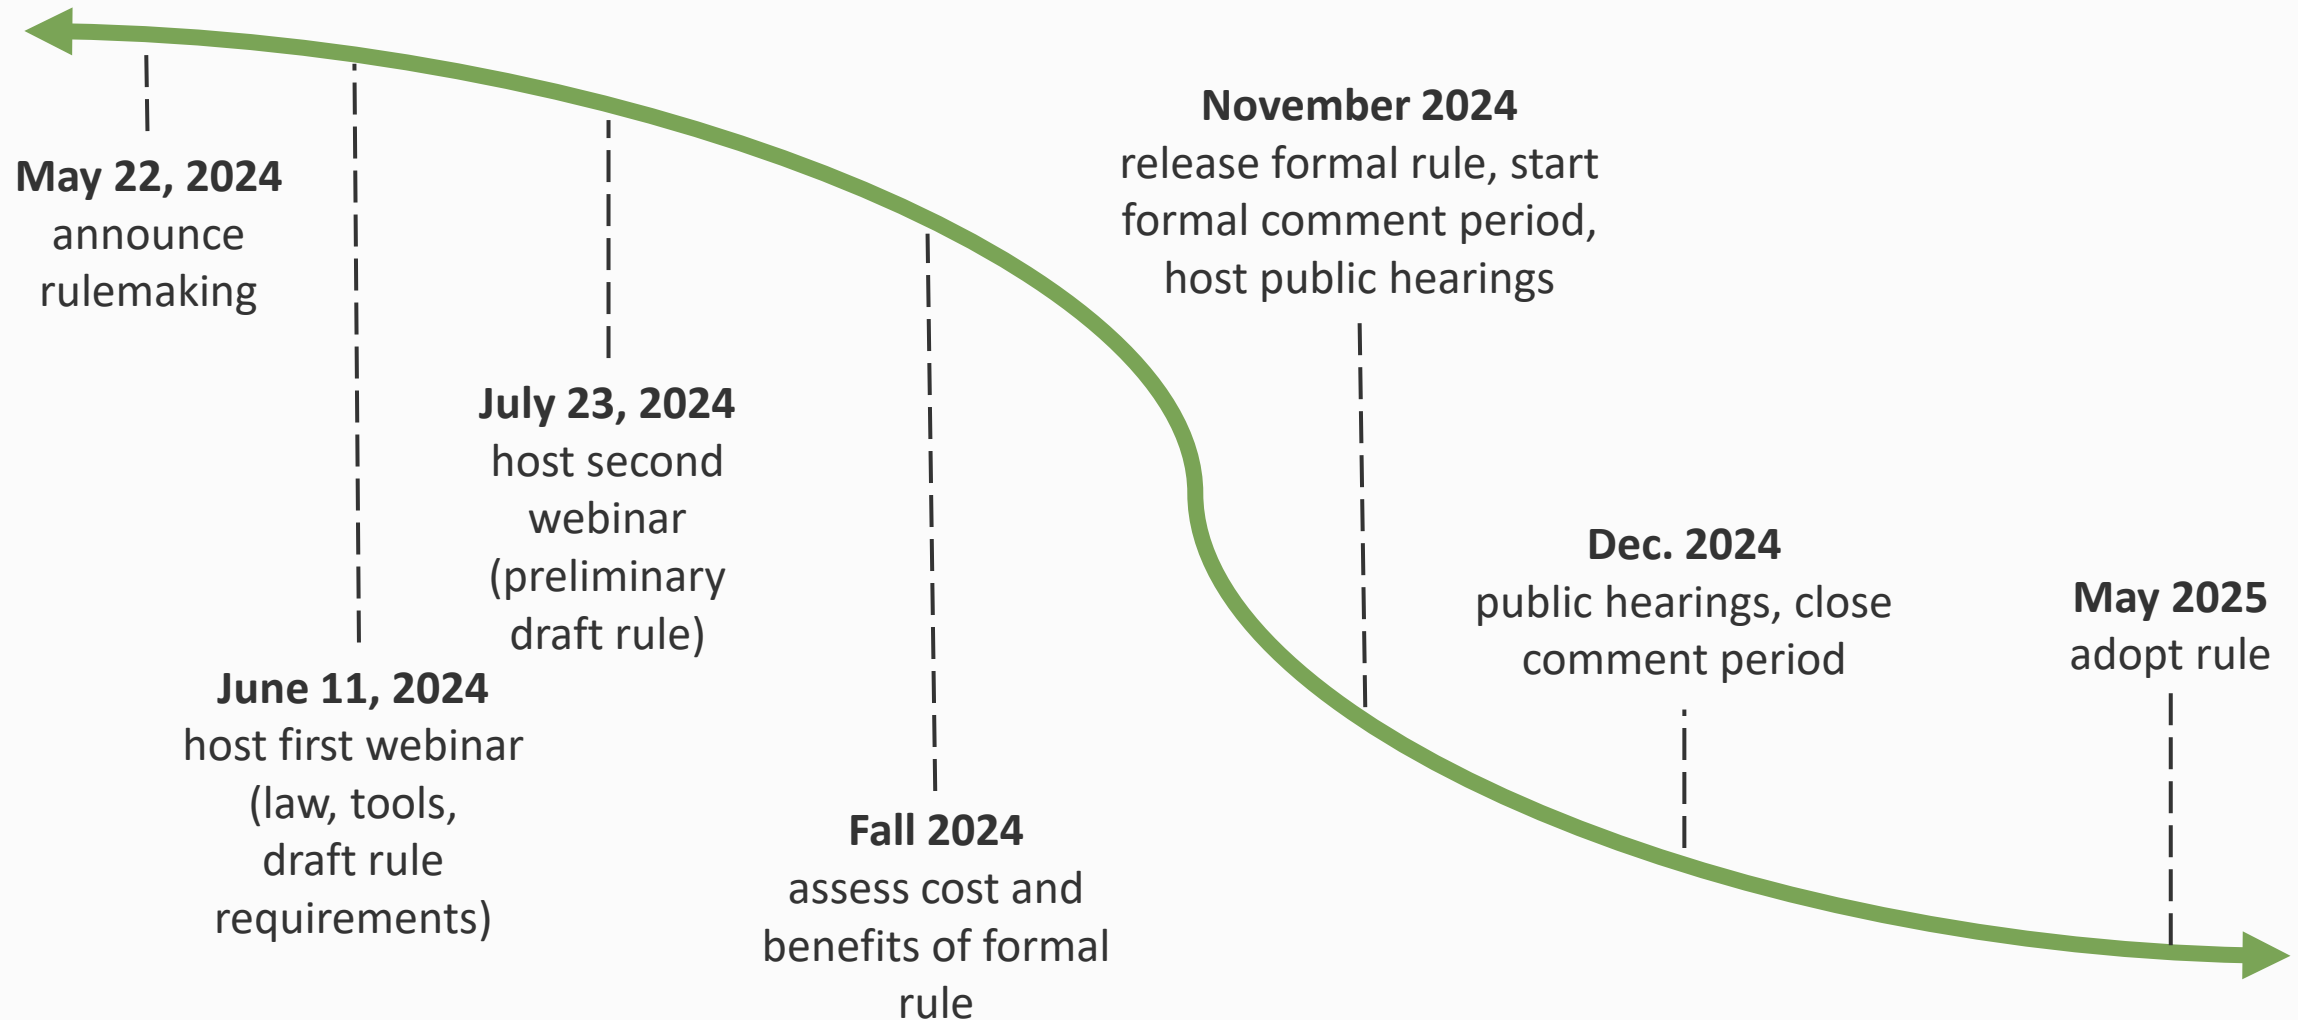 May 22, 2024
announce
rulemaking
June 11, 2024
host first webinar
(law, tools,
draft rule
requirements)
July 23, 2024
host second
webinar
(preliminary
draft rule)
Fall 2024
assess cost and
benefits of formal
rule
November 2024
release formal rule, start
formal comment period,
host public hearings
Dec. 2024
public hearings, close
comment period
May 2025
adopt rule